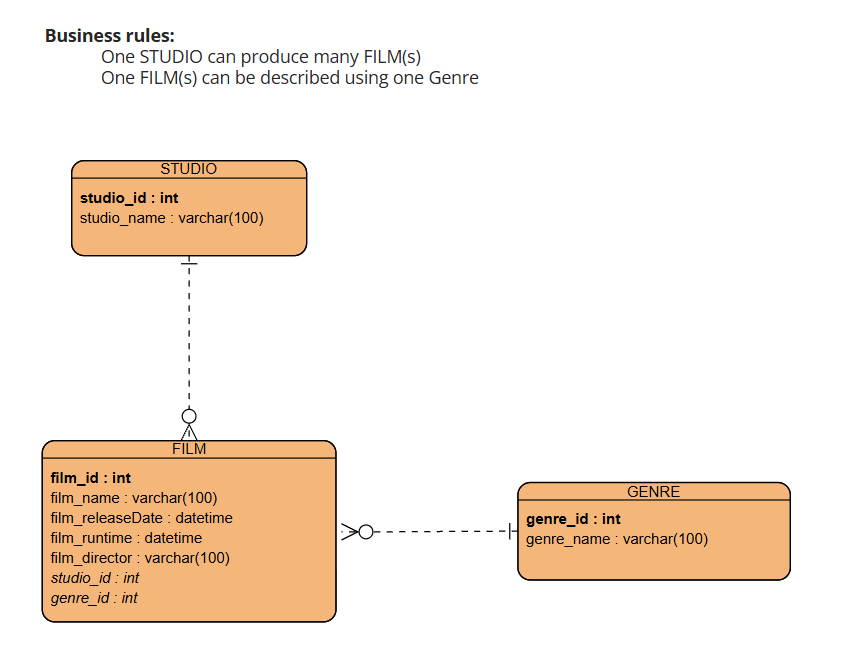 Business rules:
One STUDIO can produce many FILM(s)
One FILM(s) can be described using one Genre
STUDIO
studio_id : int
studio_name : varchar(100)
FILM
film_id : int
film_name : varchar(100)
film_releaseDate : datetime
film_runtime : datetime
film_director : varchar(100)
studio_id : int
genre_id : int
GENRE
genre_id : int
genre_name : varchar(100)